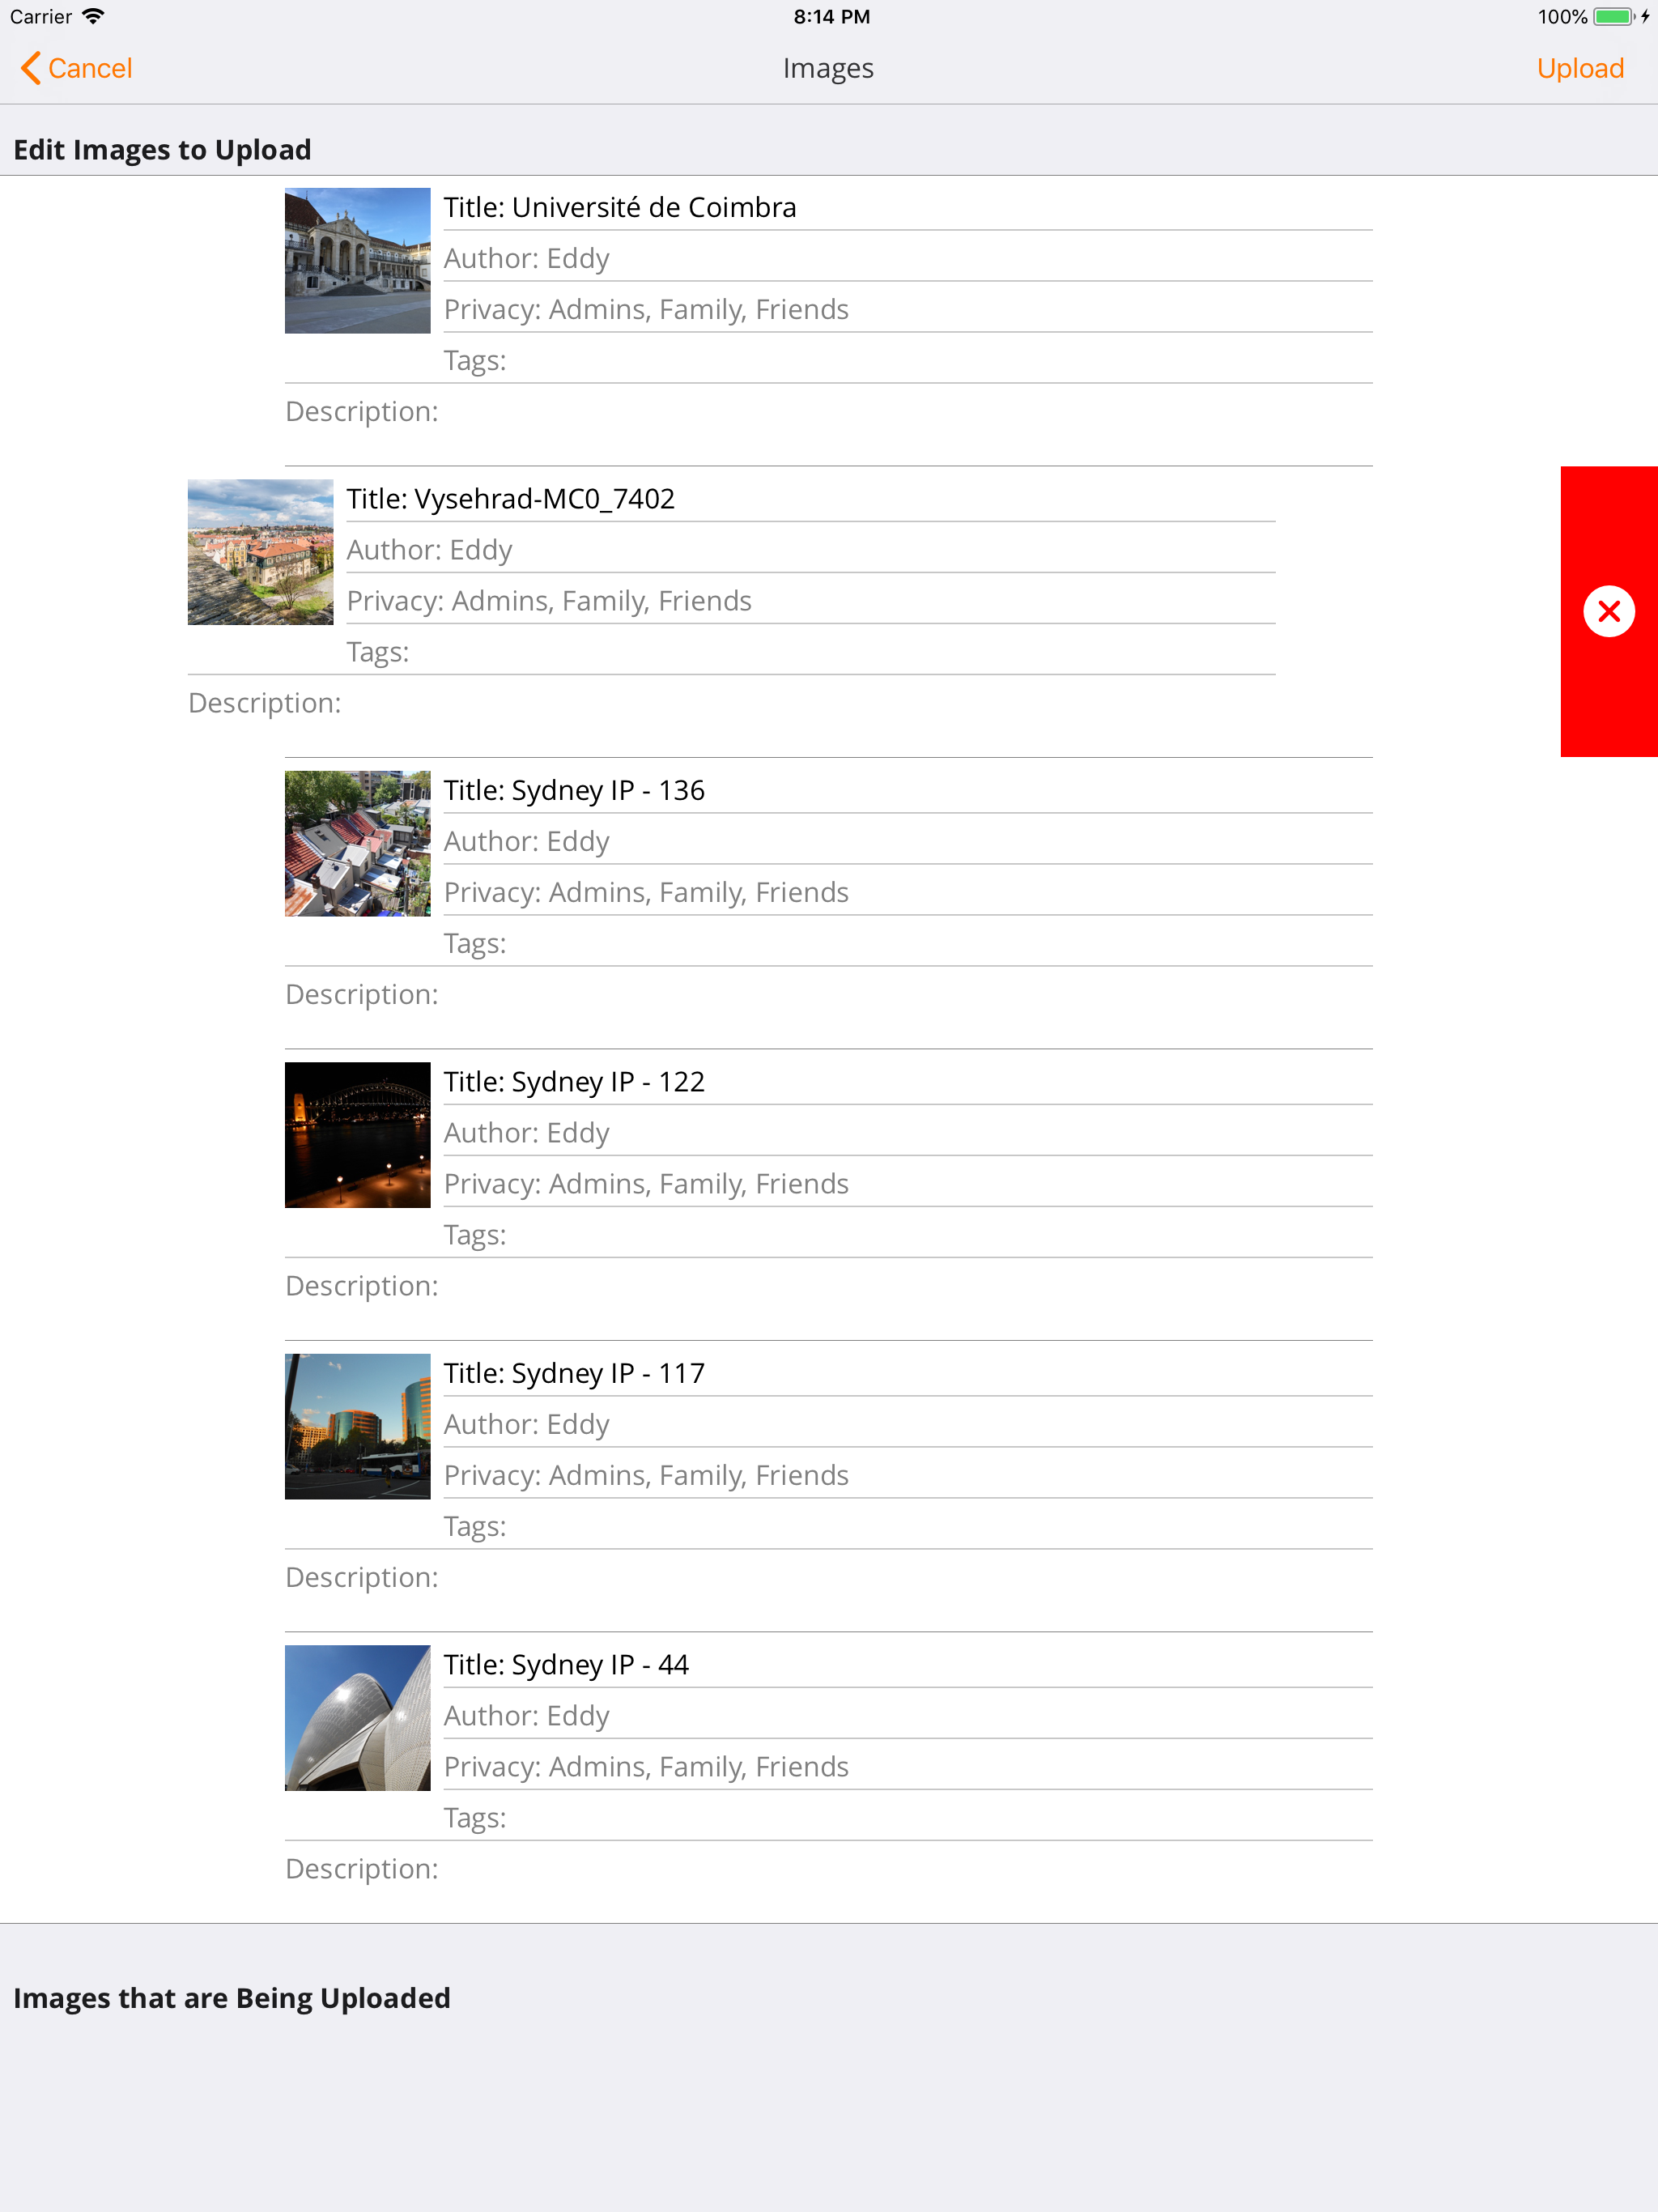 Carrier 8:14 PM 100%
Cancel Images Upload
Edit Images to Upload
Title: Université de Coimbra
Author: Eddy
Privacy: Admins, Family, Friends
Tags:
Description:
Title: Vysehrad-MC0_7402
Author: Eddy
Privacy: Admins, Family, Friends
Tags:
Description:
Title: Sydney IP - 136
Author: Eddy
Privacy: Admins, Family, Friends
Tags:
Description:
Title: Sydney IP - 122
Author: Eddy
Privacy: Admins, Family, Friends
Tags:
Description:
Title: Sydney IP - 117
Author: Eddy
Privacy: Admins, Family, Friends
Tags:
Description:
Title: Sydney IP - 44
Author: Eddy
Privacy: Admins, Family, Friends
Tags:
Description:
Images that are Being Uploaded